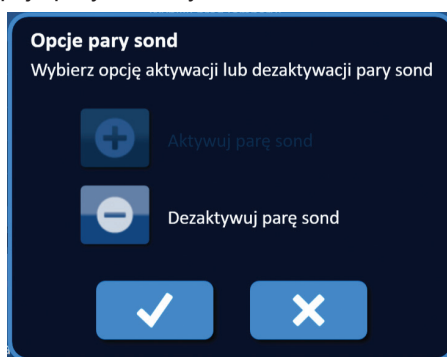 Opcje pary sond
Wybierz opcję aktywacji lub dezaktywacji pary sond
Aktywuj parę sond
Dezaktywuj parę sond